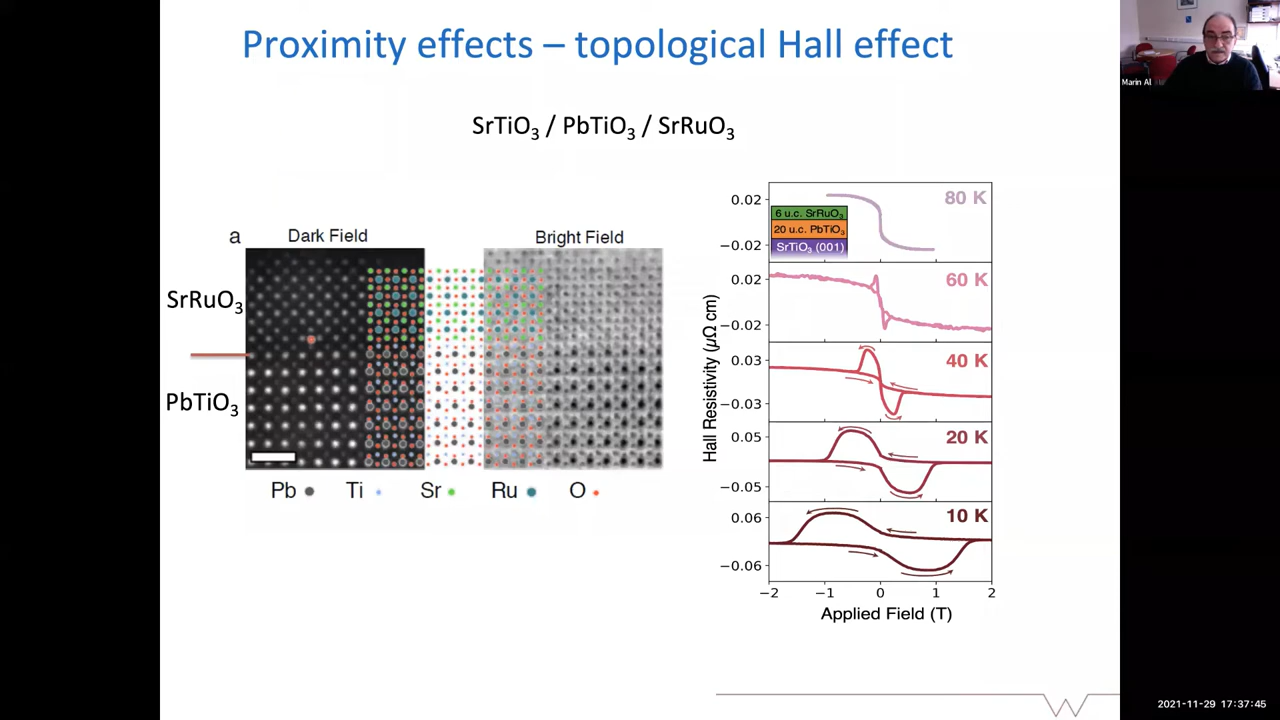 Proximity effects – topological Hall effect
Marin Al
SrTiO₃ / PbTiO₃ / SrRuO₃
a
Dark Field
Bright Field
SrRuO₃
PbTiO₃
Pb Ti Sr Ru O
Hall Resistivity (μΩ cm)
0.02
-0.02
80 K
6 u.c. SrRuO₃
20 u.c. PbTiO₃
SrTiO₃ (001)
0.02
−0.02
60 K
0.03
−0.03
40 K
0.05
−0.05
20 K
0.06
−0.06
10 K
−2 −1 0 1 2
Applied Field (T)
2021-11-29 17:37:45